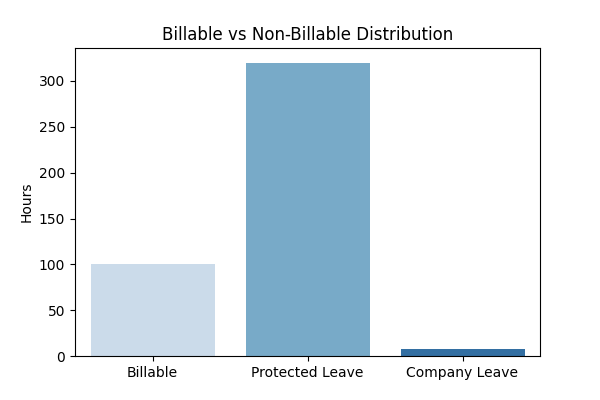 Billable vs Non-Billable Distribution
300
250
200
150
100
50
0
Hours
Billable
Protected Leave
Company Leave